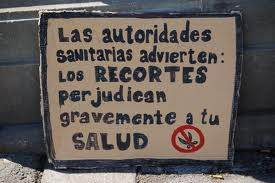 Las autoridades
sanitarias advierten:
Los RECORTES
perjudican
gravemente a tu
SALUD